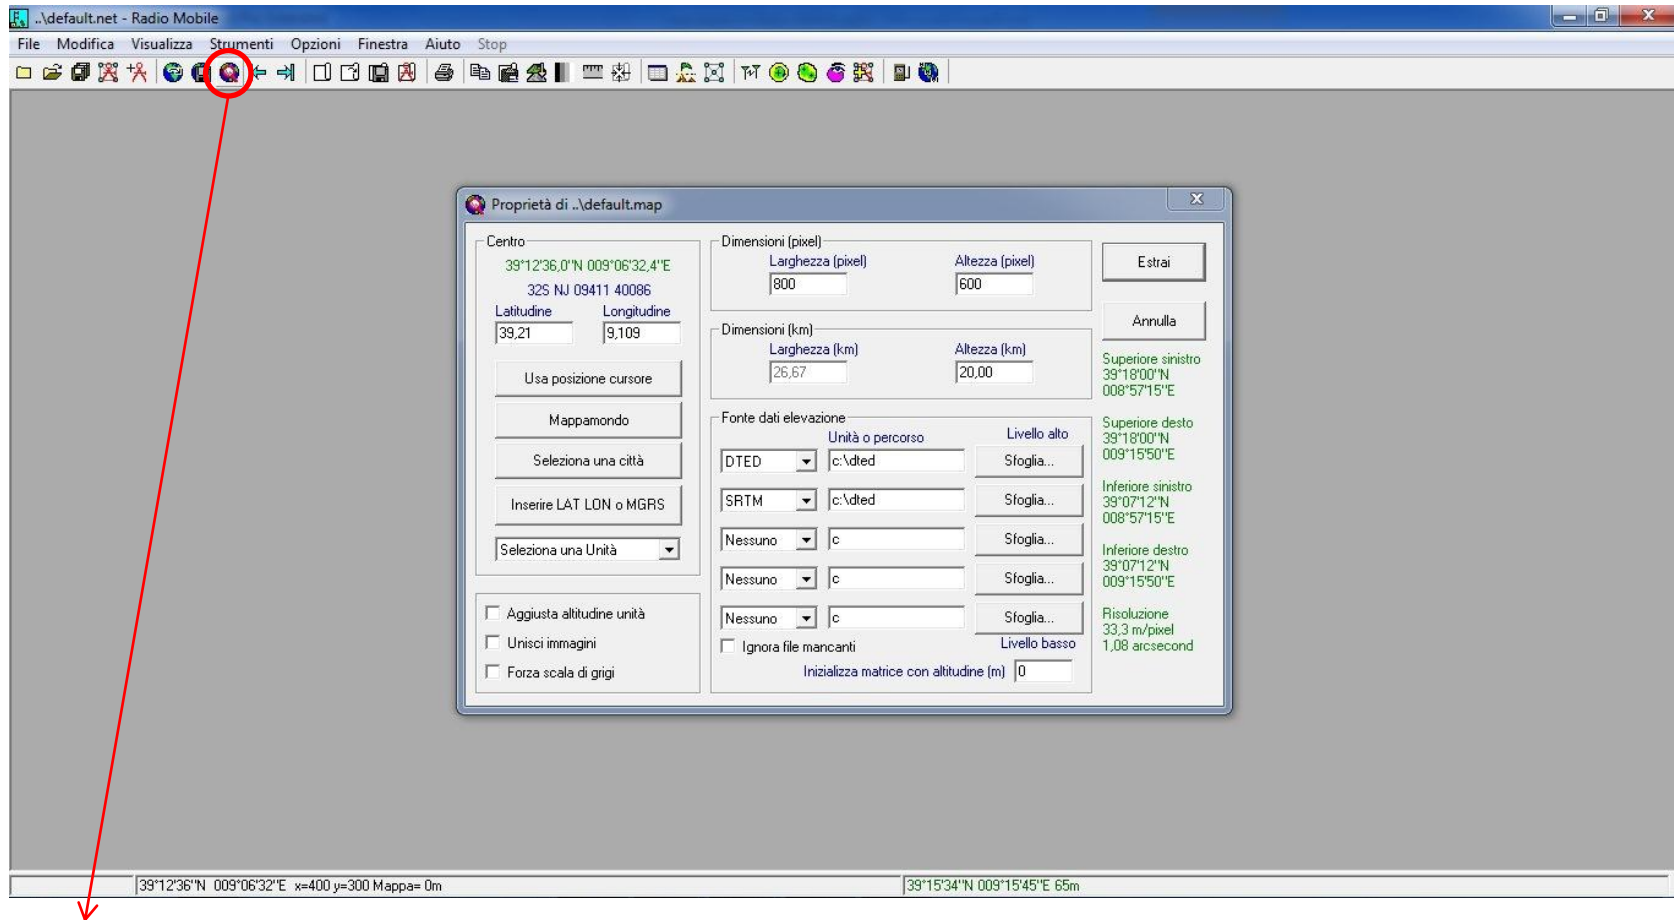 ..\default.net - Radio Mobile
File Modifica Visualizza Strumenti Opzioni Finestra Aiuto Stop
Proprietà di ..\default.map
Centro
39°12'36,0''N 009°06'32,4''E
32S NJ 09411 40086
Latitudine Longitudine
39,21 9,109
Usa posizione cursore
Mappamondo
Seleziona una città
Inserire LAT LON o MGRS
Seleziona una Unità
Aggiusta altitudine unità
Unisci immagini
Forza scala di grigi
Dimensioni (pixel)
Larghezza (pixel) Altezza (pixel)
800 600
Dimensioni (km)
Larghezza (km) Altezza (km)
26,67 20,00
Fonte dati elevazione
Unità o percorso Livello alto
DTED c:\dted Sfoglia...
SRTM c:\dted Sfoglia...
Nessuno c Sfoglia...
Nessuno c Sfoglia...
Nessuno c Sfoglia...
Ignora file mancanti Livello basso
Inizializza matrice con altitudine (m) 0
Estrai
Annulla
Superiore sinistro
39°18'00''N
008°57'15''E
Superiore desto
39°18'00''N
009°15'50''E
Inferiore sinistro
39°07'12''N
008°57'15''E
Inferiore destro
39°07'12''N
009°15'50''E
Risoluzione
33,3 m/pixel
1,08 arcsecond
39°12'36''N 009°06'32''E x=400 y=300 Mappa= 0m
39°15'34''N 009°15'45''E 65m